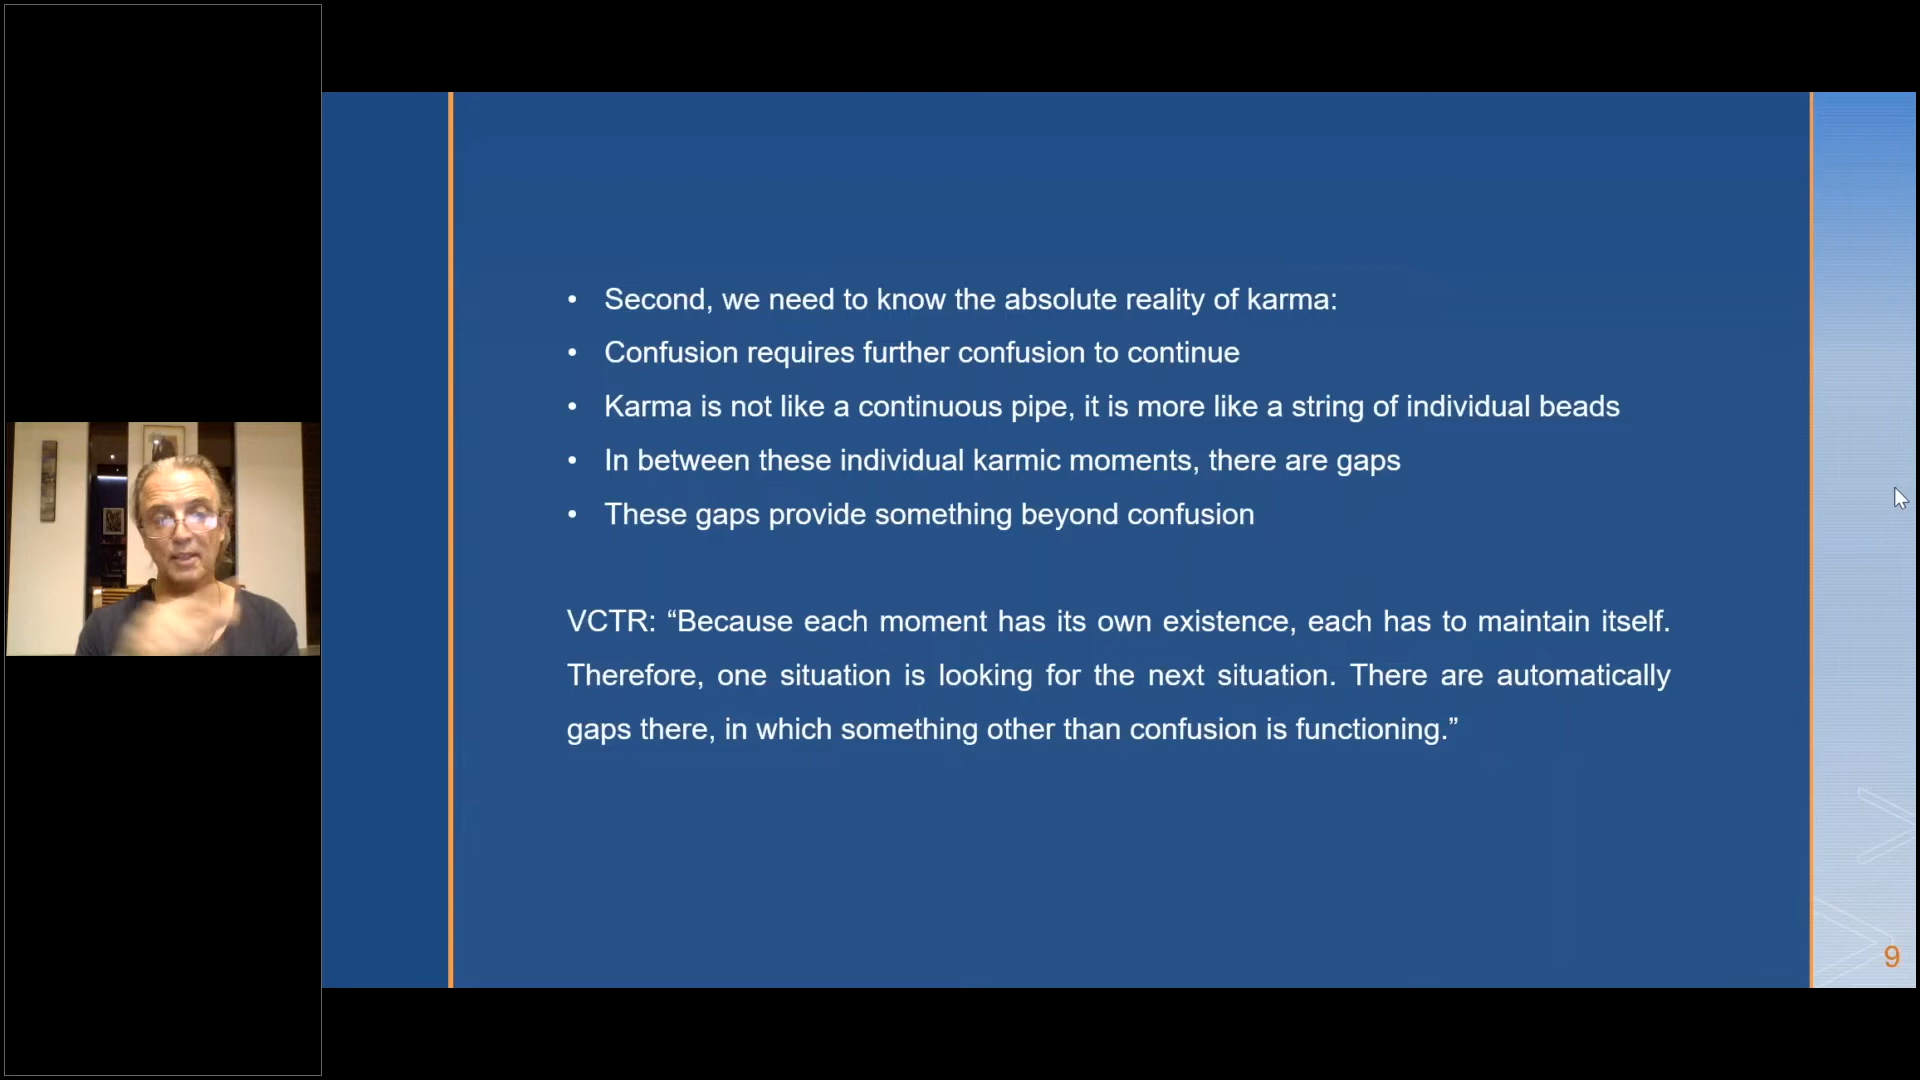 • Second, we need to know the absolute reality of karma:
• Confusion requires further confusion to continue
• Karma is not like a continuous pipe, it is more like a string of individual beads
• In between these individual karmic moments, there are gaps
• These gaps provide something beyond confusion
VCTR: “Because each moment has its own existence, each has to maintain itself.
Therefore, one situation is looking for the next situation. There are automatically
gaps there, in which something other than confusion is functioning.”
9